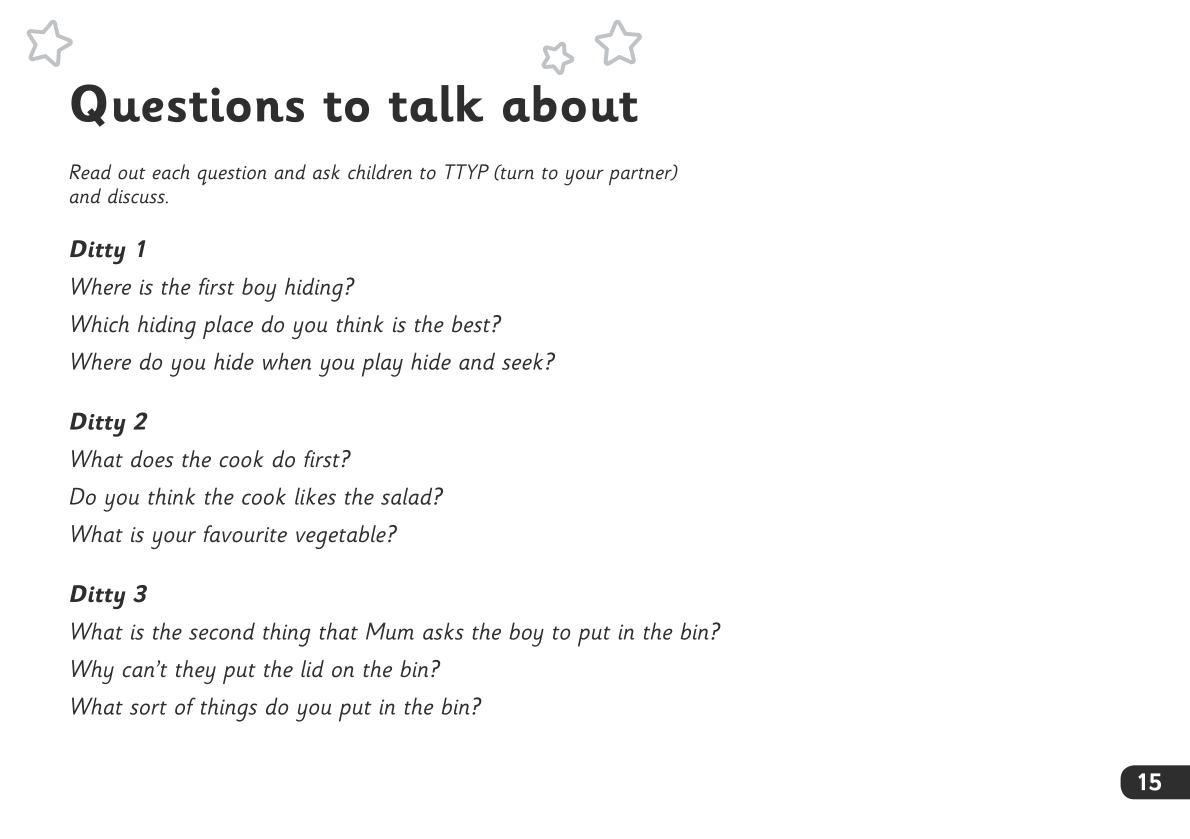 Questions to talk about
Read out each question and ask children to TTYP (turn to your partner)
and discuss.
Ditty 1
Where is the first boy hiding?
Which hiding place do you think is the best?
Where do you hide when you play hide and seek?
Ditty 2
What does the cook do first?
Do you think the cook likes the salad?
What is your favourite vegetable?
Ditty 3
What is the second thing that Mum asks the boy to put in the bin?
Why can't they put the lid on the bin?
What sort of things do you put in the bin?
15